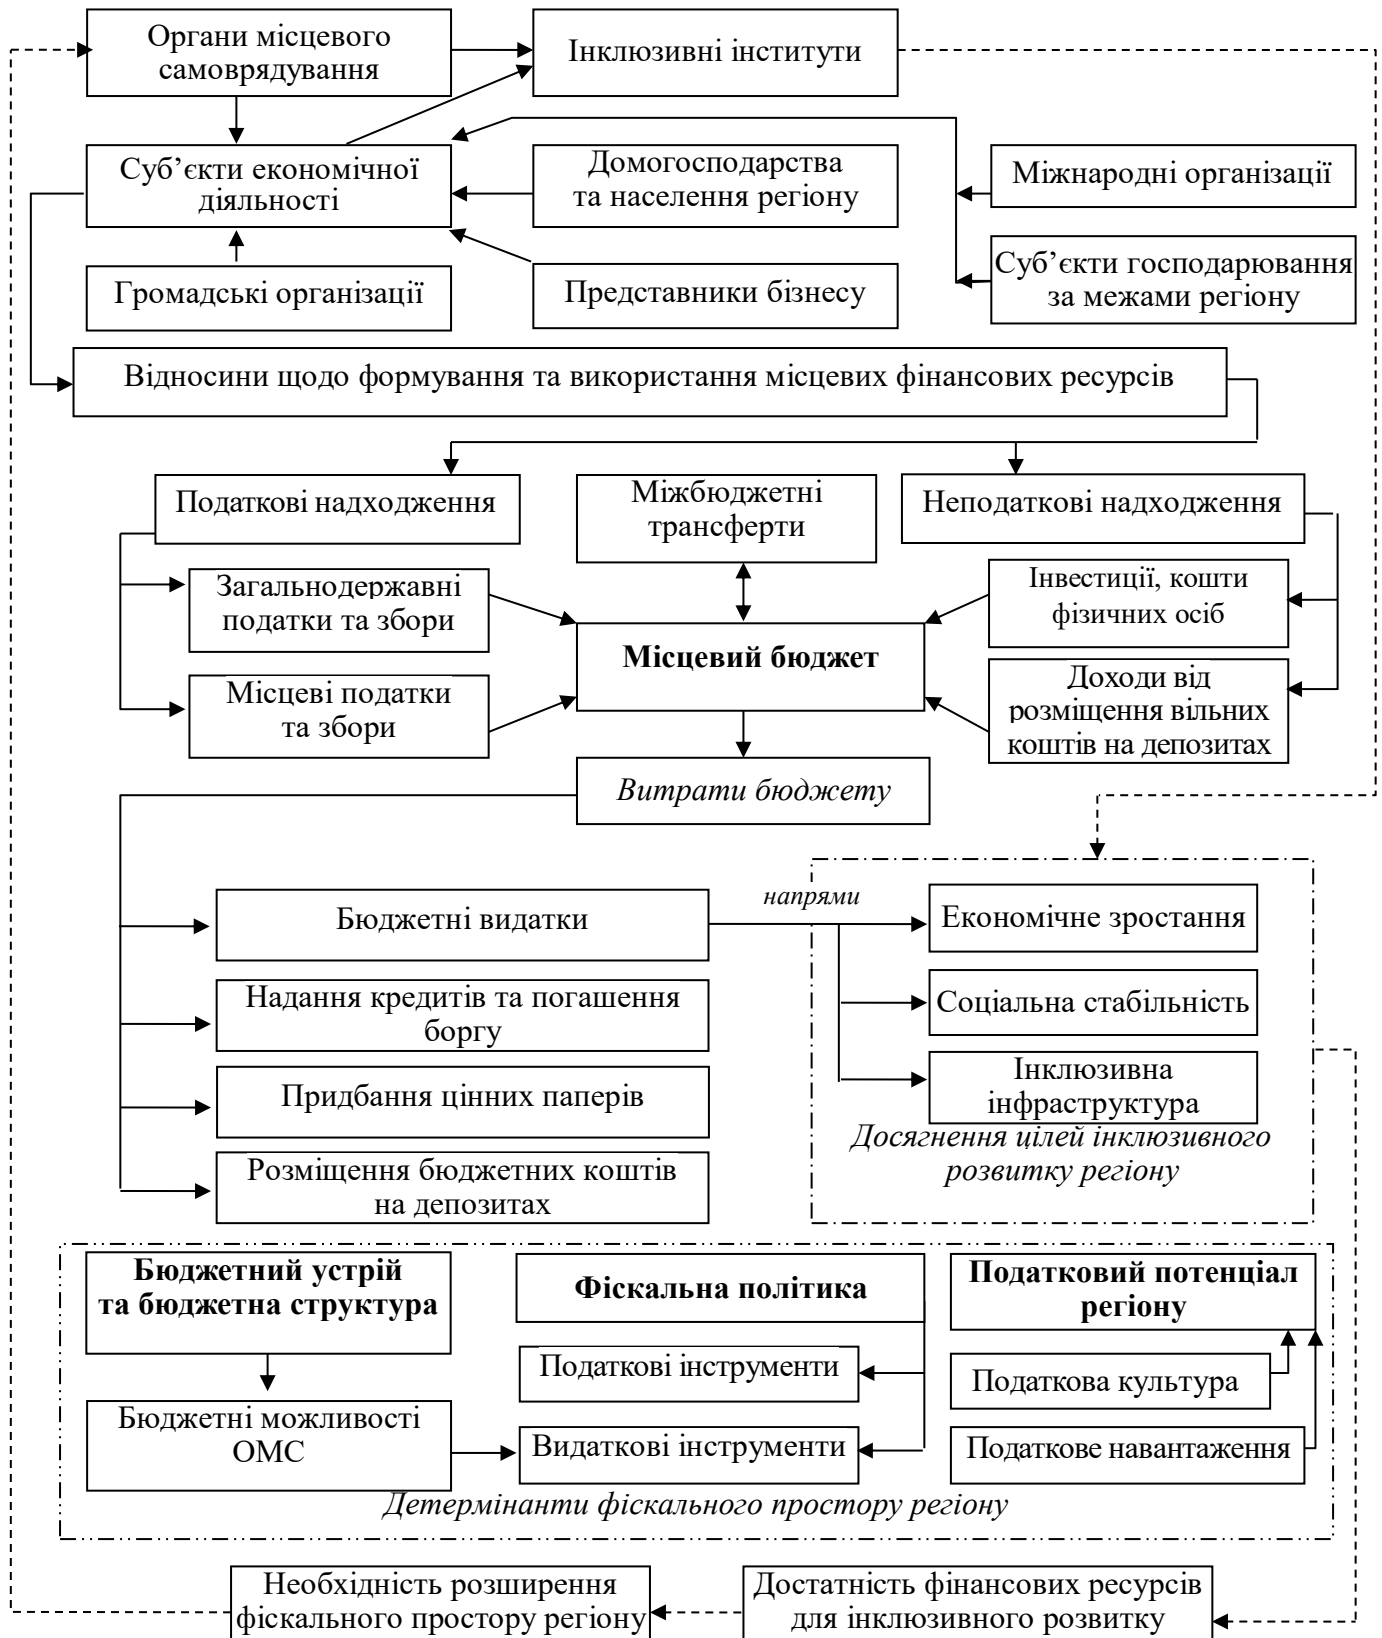 Органи місцевого
самоврядування
Інклюзивні інститути
Суб’єкти економічної
діяльності
Домогосподарства
та населення регіону
Міжнародні організації
Громадські організації
Представники бізнесу
Суб’єкти господарювання
за межами регіону
Відносини щодо формування та використання місцевих фінансових ресурсів
Податкові надходження
Міжбюджетні
трансферти
Неподаткові надходження
Загальнодержавні
податки та збори
Інвестиції, кошти
фізичних осіб
Місцевий бюджет
Місцеві податки
та збори
Доходи від
розміщення вільних
коштів на депозитах
Витрати бюджету
напрями
Бюджетні видатки
Економічне зростання
Надання кредитів та погашення
боргу
Соціальна стабільність
Придбання цінних паперів
Інклюзивна
інфраструктура
Розміщення бюджетних коштів
на депозитах
Досягнення цілей інклюзивного
розвитку регіону
Бюджетний устрій
та бюджетна структура
Фіскальна політика
Податковий потенціал
регіону
Податкові інструменти
Податкова культура
Бюджетні можливості
ОМС
Видаткові інструменти
Податкове навантаження
Детермінанти фіскального простору регіону
Необхідність розширення
фіскального простору регіону
Достатність фінансових ресурсів
для інклюзивного розвитку